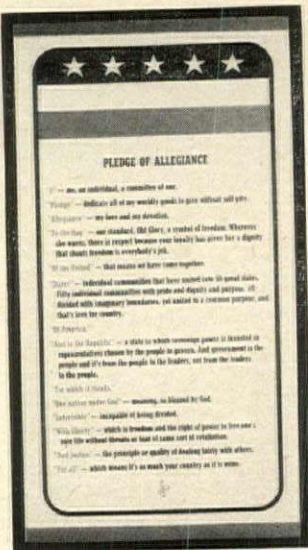 PLEDGE OF ALLEGIANCE
"I" — me, an individual, a committee of one.
"Pledge" — dedicate all of my worldly goods to give without self pity.
"Allegiance" — my love and my devotion.
"To the flag" — our standard, Old Glory, a symbol of freedom. Wherever
she waves, there is respect because your loyalty has given her a dignity
that shouts freedom is everybody's job.
"Of the United" — that means we have come together.
"States" — individual communities that have united into 50 great states.
Fifty individual communities with pride and dignity and purpose. All
divided with imaginary boundaries, yet united to a common purpose, and
that's love for country.
"Of America."
"And to the Republic" — a state in which sovereign power is invested in
representatives chosen by the people to govern. And government is the
people and it's from the people to the leaders, not from the leaders
to the people.
"For which it stands."
"One nation under God" — meaning, so blessed by God.
"Indivisible" — incapable of being divided.
"With liberty" — which is freedom and the right of power to live one's
own life without threats or fear of some sort of retaliation.
"And justice" — the principle or quality of dealing fairly with others.
"For all" — which means it's as much your country as it is mine.